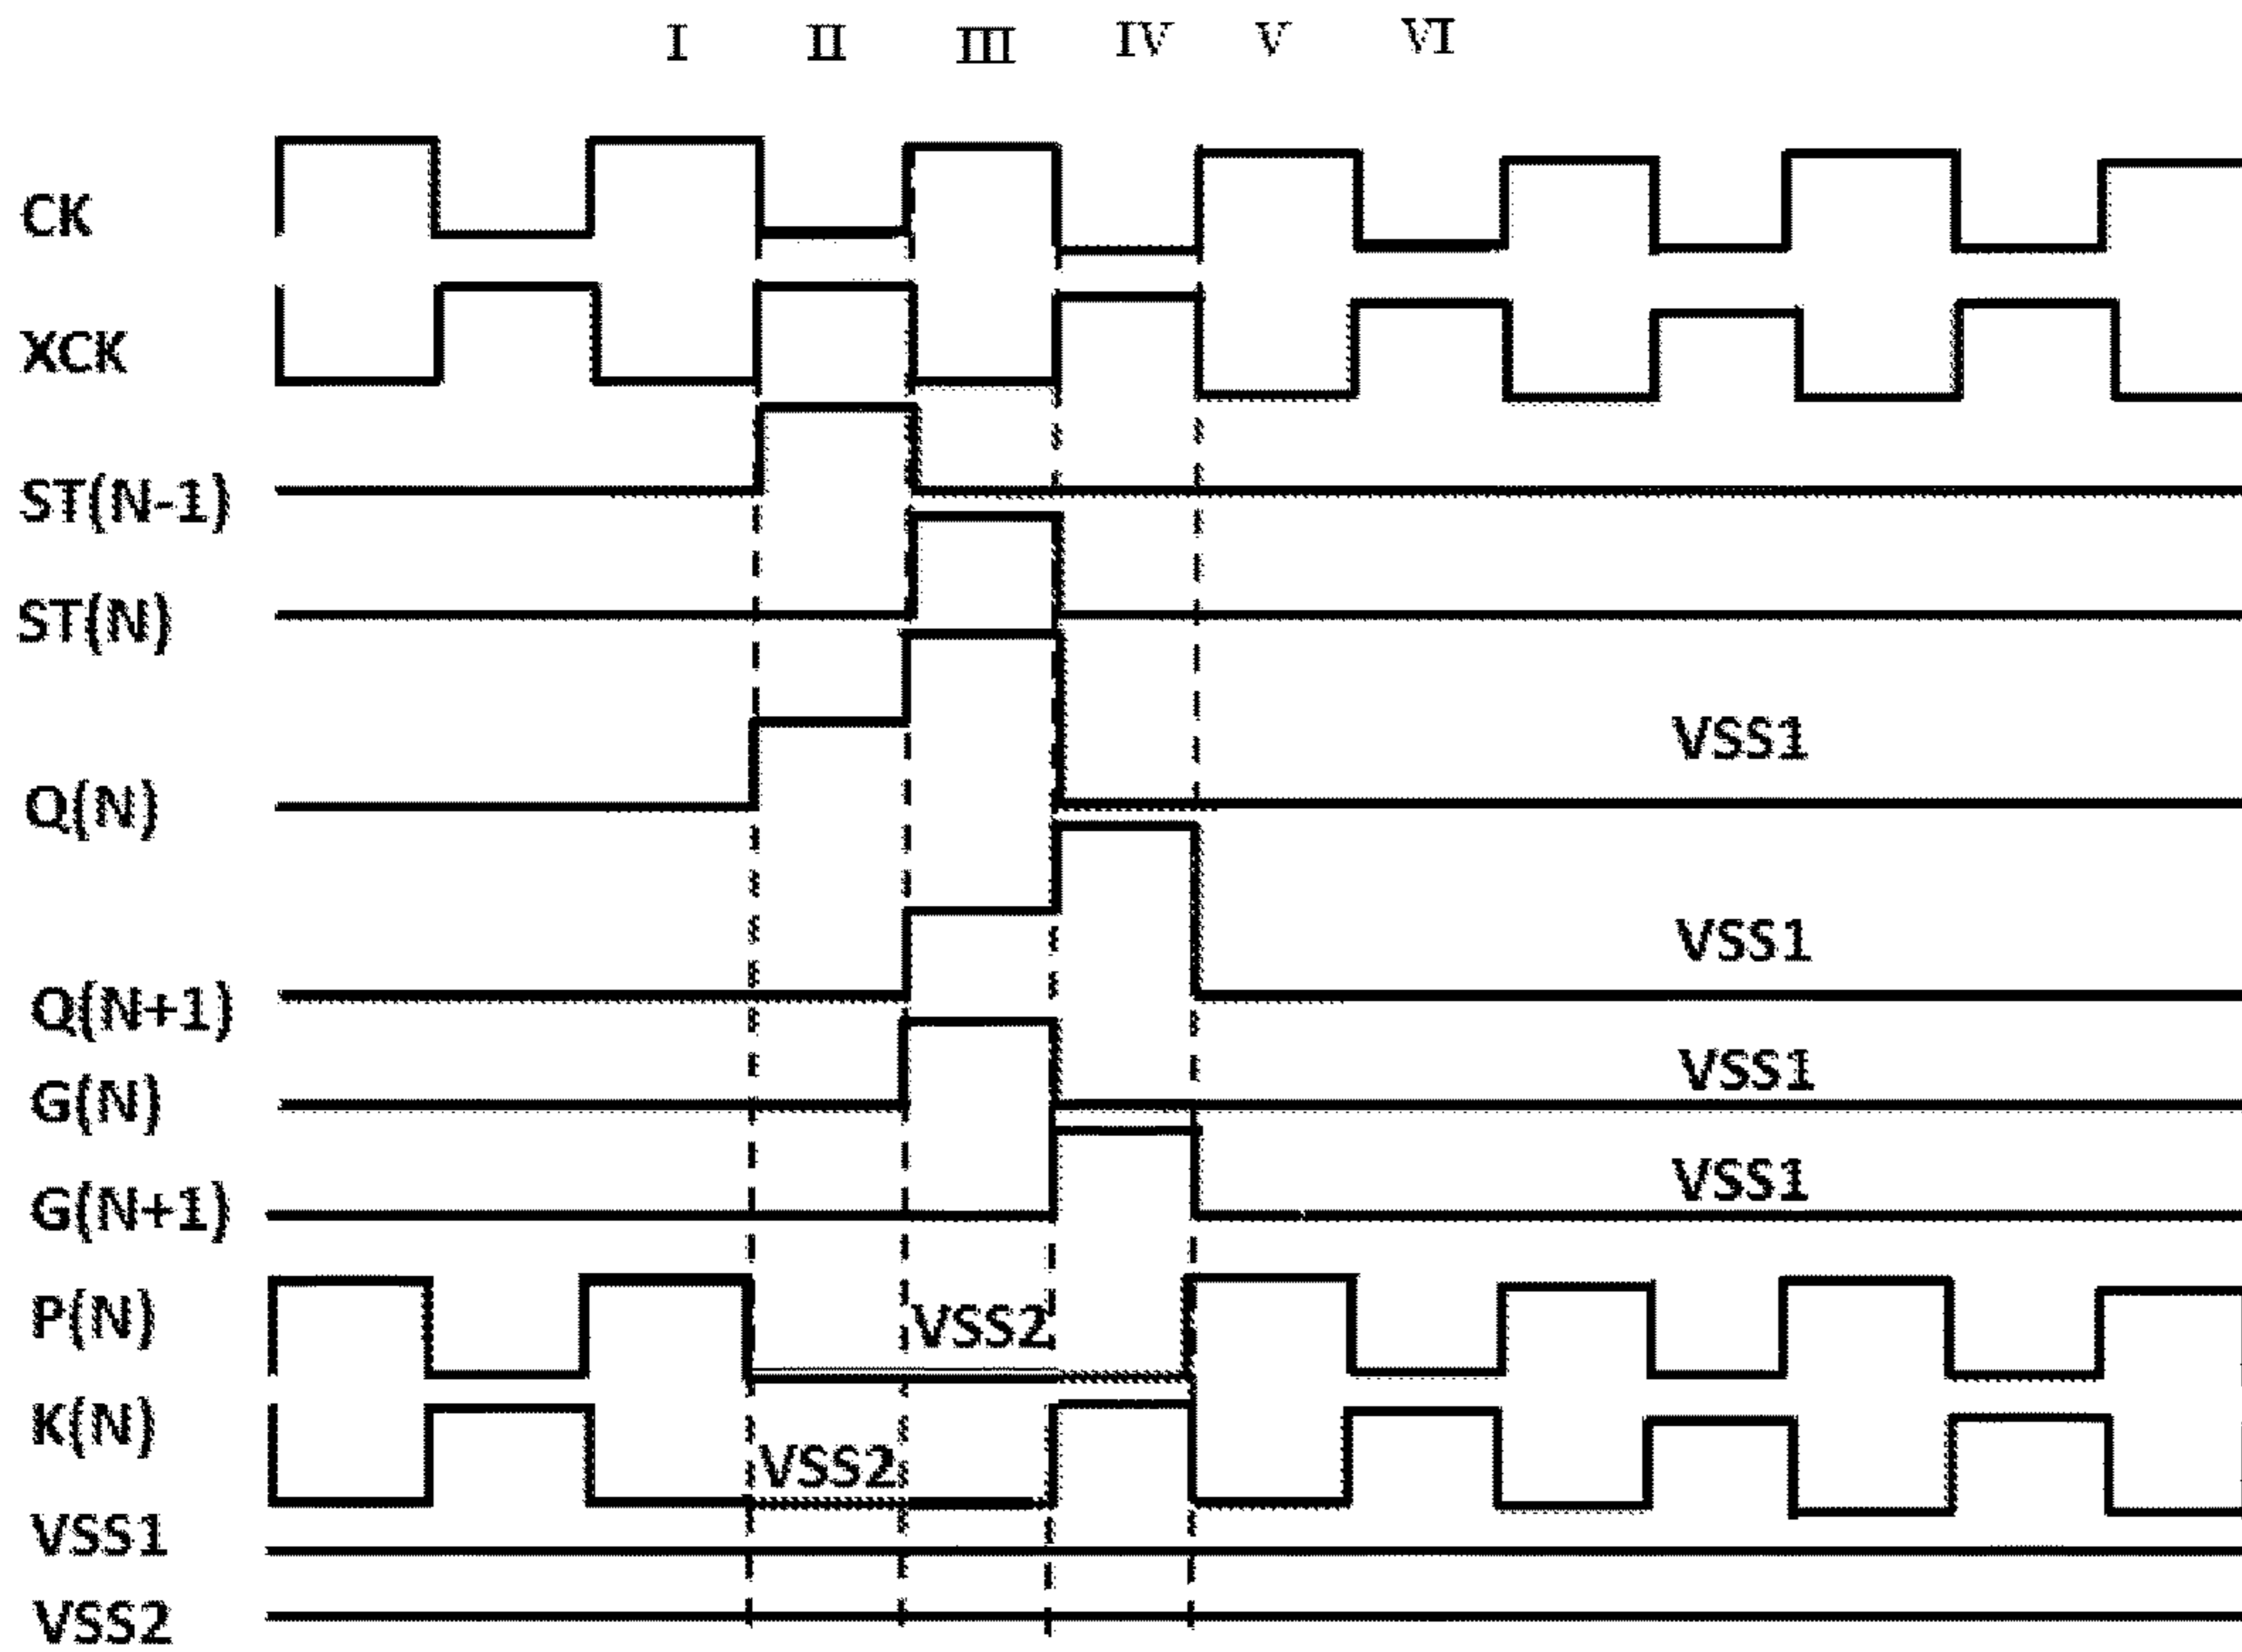 I II III IV V VI
CK
XCK
ST(N-1)
ST(N)
VSS1
Q(N)
VSS1
Q(N+1)
VSS1
G(N)
VSS1
G(N+1)
P(N) VSS2
K(N)
VSS2
VSS1
VSS2